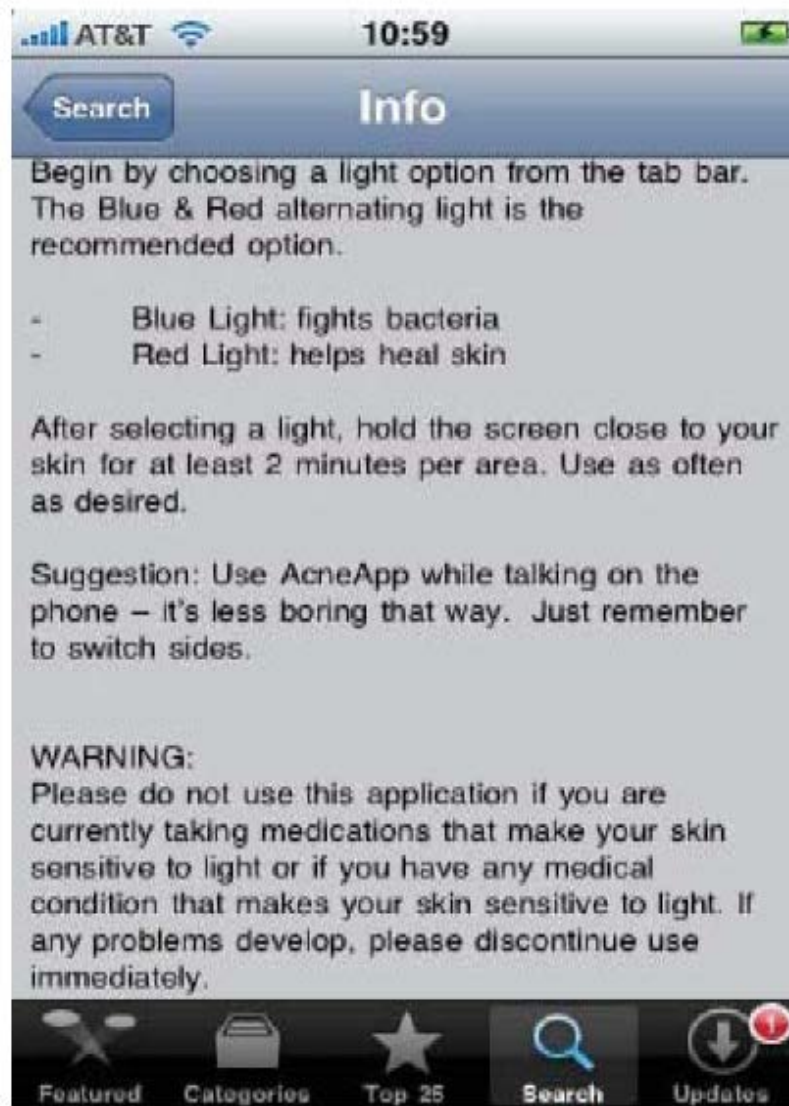 AT&T 10:59
Search Info
Begin by choosing a light option from the tab bar.
The Blue & Red alternating light is the
recommended option.
- Blue Light: fights bacteria
- Red Light: helps heal skin
After selecting a light, hold the screen close to your
skin for at least 2 minutes per area. Use as often
as desired.
Suggestion: Use AcneApp while talking on the
phone – it's less boring that way. Just remember
to switch sides.
WARNING:
Please do not use this application if you are
currently taking medications that make your skin
sensitive to light or if you have any medical
condition that makes your skin sensitive to light. If
any problems develop, please discontinue use
immediately.
1
Featured Categories Top 25 Search Updates